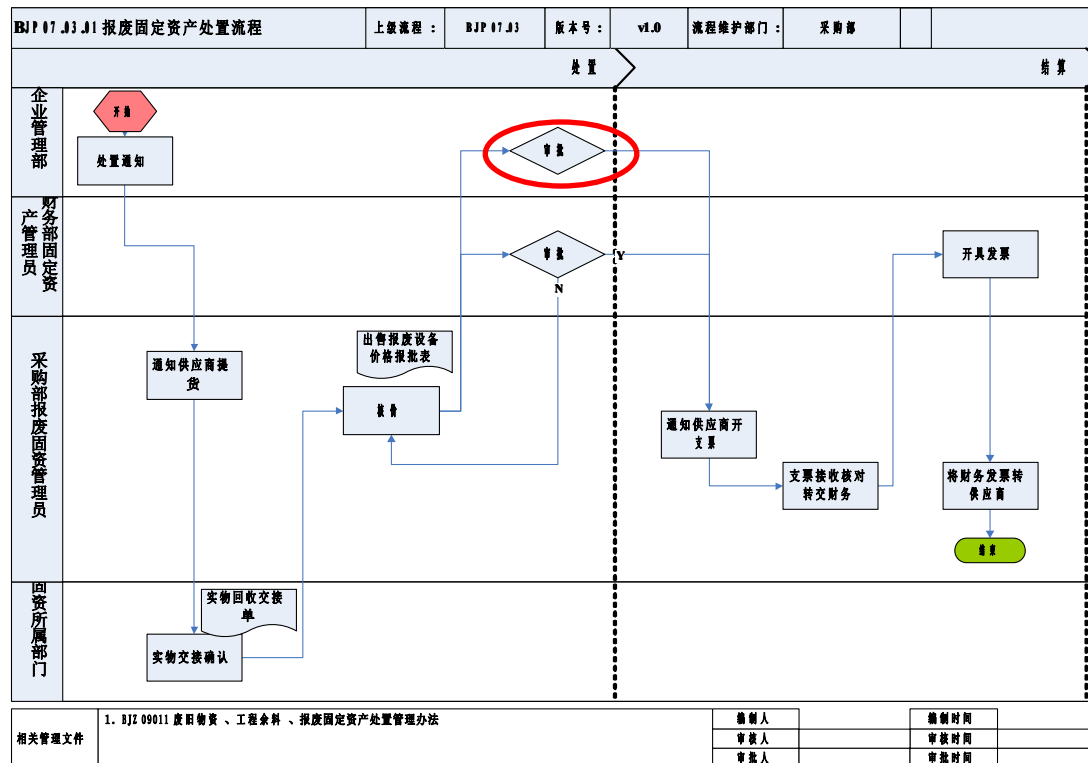 BJP 07.03.01 报废固定资产处置流程
上级流程：
BJP 07.03
版本号：
v1.0
流程维护部门：
采购部
处置
结算
企业管理部
开始
处置通知
审批
财务部固定资产管理员
审批
Y
N
开具发票
采购部报废固资管理员
通知供应商提
货
出售报废设备
价格报批表
核价
通知供应商开
支票
支票接收核对
转交财务
将财务发票转
供应商
结束
固资所属部门
实物回收交接
单
实物交接确认
相关管理文件
1. BJZ 09011 废旧物资 、工程余料 、报废固定资产处置管理办法
编制人
编制时间
审核人
审核时间
审批人
审批时间